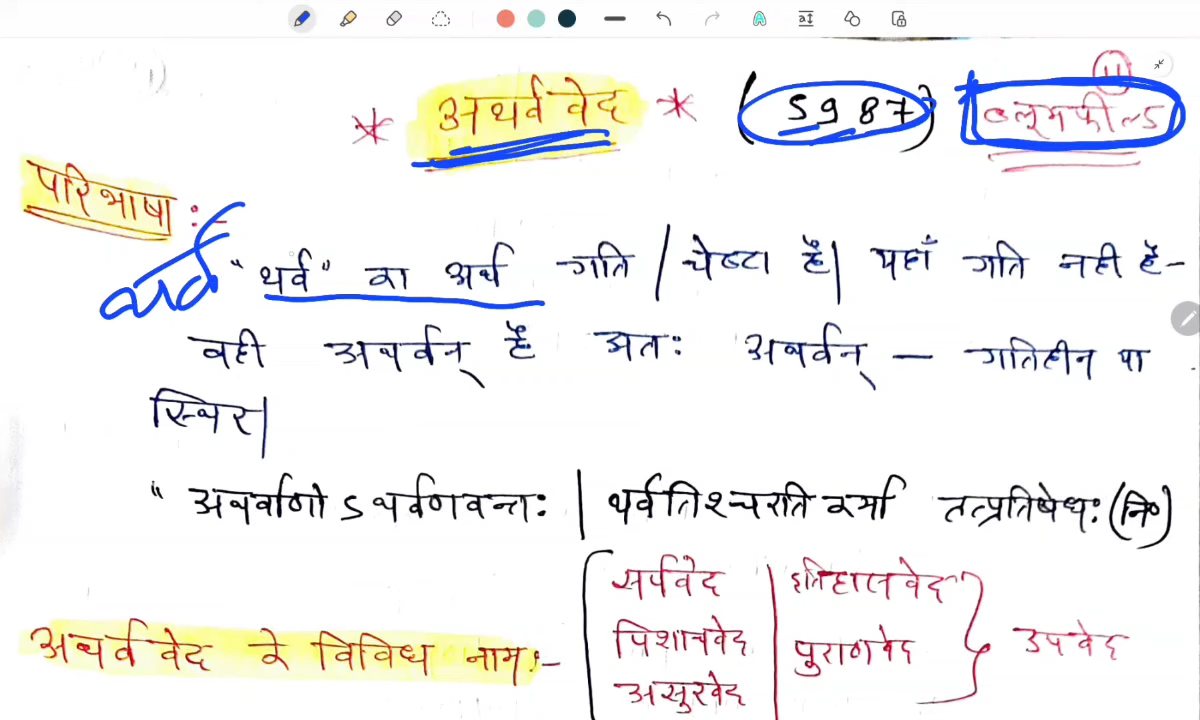 11
* अथर्ववेद * (5987) ब्लूमफील्ड
परिभाषा :-
थर्व "थर्व" का अर्थ गति / चेष्टा है| यहाँ गति नही है-
वही अथर्वन् है अतः अथर्वन् — गतिहीन या
स्थिर|
" अथर्वाणोऽथर्वणवन्तः | थर्वतिश्चरतिकर्मा तत्प्रतिषेधः (नि०)
अथर्ववेद के विविध नाम :-
सर्पवेद | इतिहासवेद
पिशाचवेद | पुराणवेद
असुरवेद
उपवेद